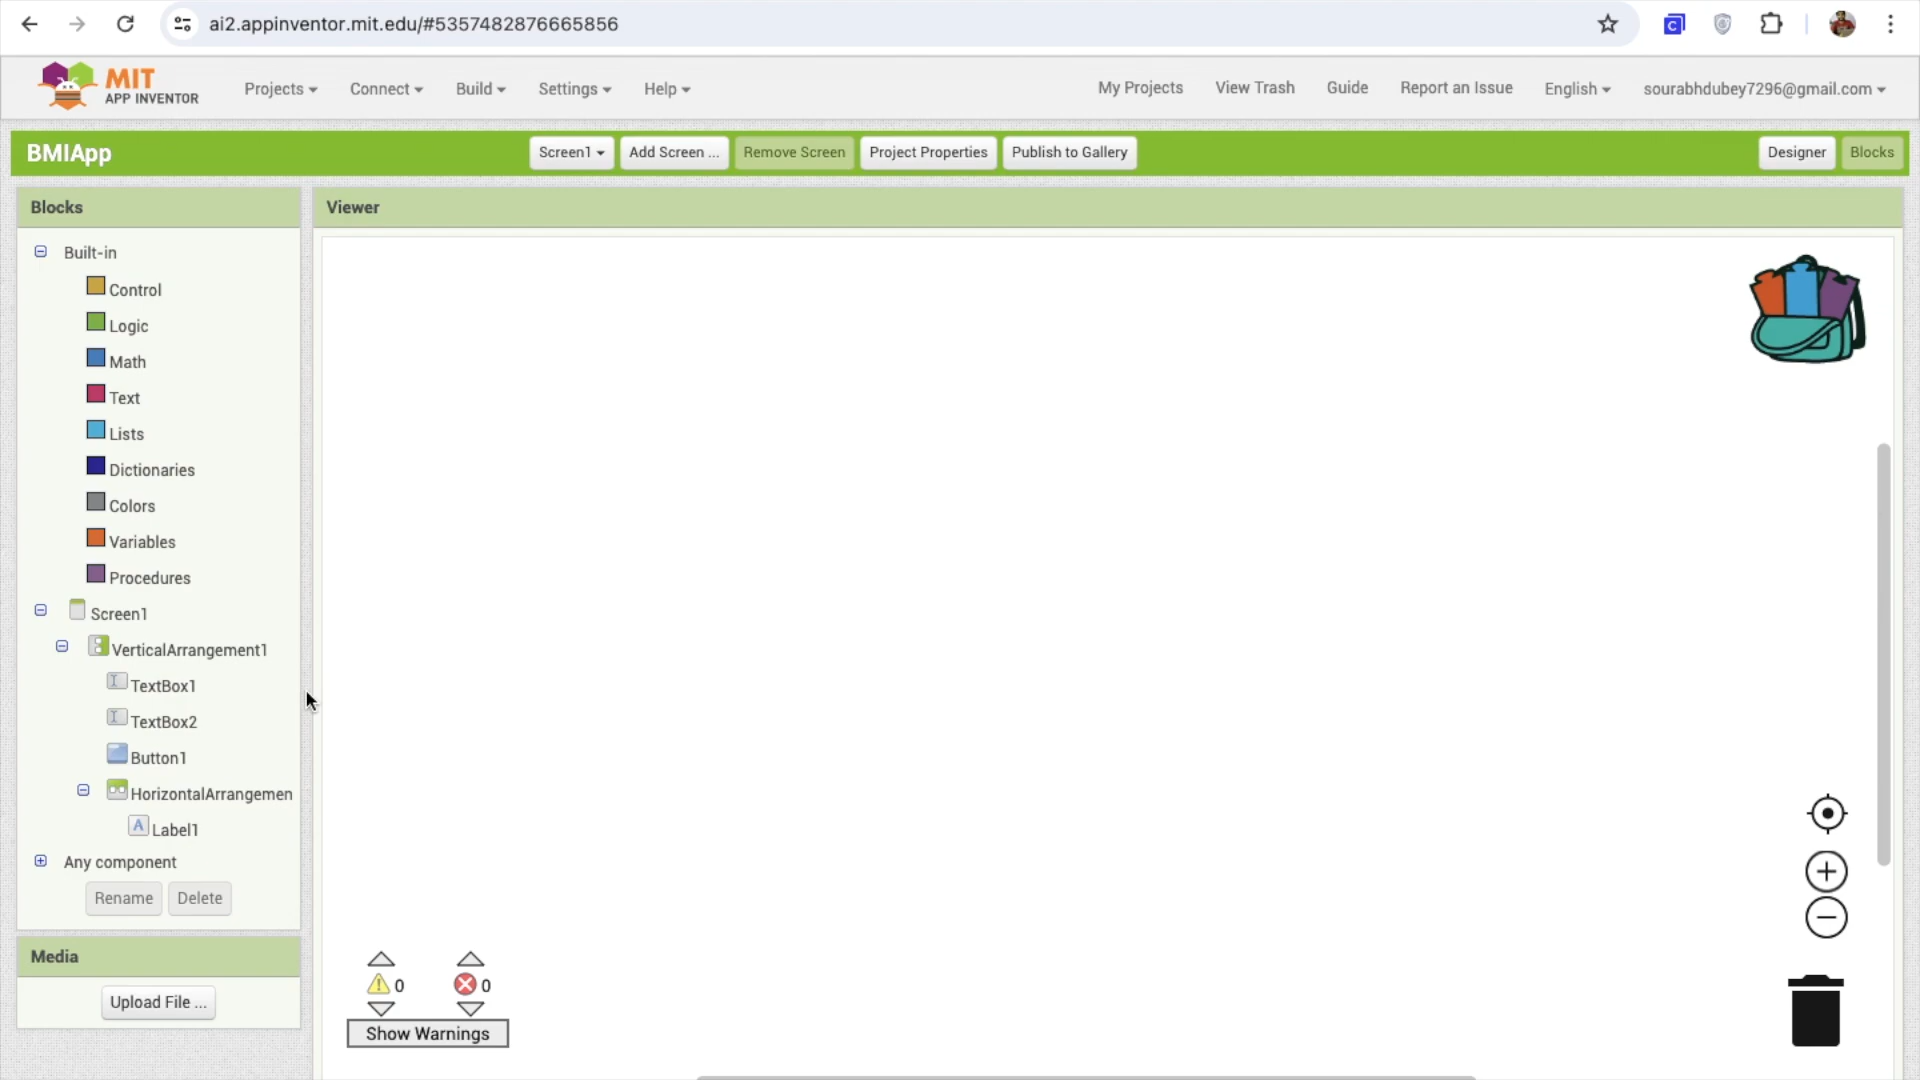 ai2.appinventor.mit.edu/#5357482876665856
MIT
APP INVENTOR
Projects
Connect
Build
Settings
Help
My Projects
View Trash
Guide
Report an Issue
English
sourabhdubey7296@gmail.com
BMIApp
Screen1
Add Screen ...
Remove Screen
Project Properties
Publish to Gallery
Designer
Blocks
Blocks
Built-in
Control
Logic
Math
Text
Lists
Dictionaries
Colors
Variables
Procedures
Screen1
VerticalArrangement1
TextBox1
TextBox2
Button1
HorizontalArrangemen
A Label1
Any component
Rename
Delete
Media
Upload File ...
Viewer
0
0
Show Warnings